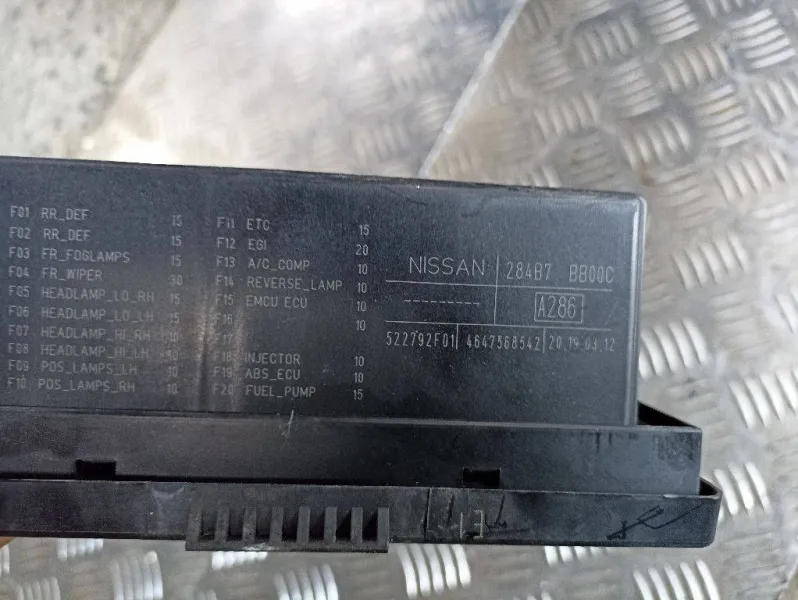 F01 RR_DEF 15
F02 RR_DEF 15
F03 FR_FOGLAMPS 15
F04 FR_WIPER 30
F05 HEADLAMP_LO_RH 15
F06 HEADLAMP_LO_LH 15
F07 HEADLAMP_HI_RH 10
F08 HEADLAMP_HI_LH 10
F09 POS_LAMPS_LH 10
F10 POS_LAMPS_RH 10
F11 ETC 15
F12 EGI 20
F13 A/C_COMP 10
F14 REVERSE_LAMP 10
F15 EMCU ECU 10
F16 10
F17
F18 INJECTOR 10
F19 ABS_ECU 10
F20 FUEL_PUMP 15
NISSAN 284B7 BB00C
--------- A286
522792F01 4647568542 20.19.03.12